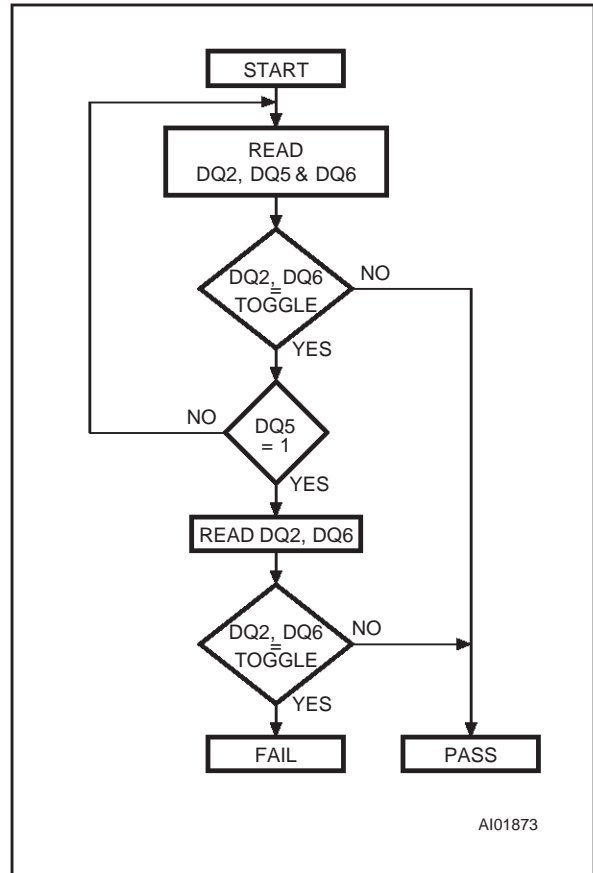 START
READ
DQ2, DQ5 & DQ6
DQ2, DQ6
=
TOGGLE
NO
YES
NO
DQ5
= 1
YES
READ DQ2, DQ6
DQ2, DQ6
=
TOGGLE
NO
YES
FAIL
PASS
AI01873